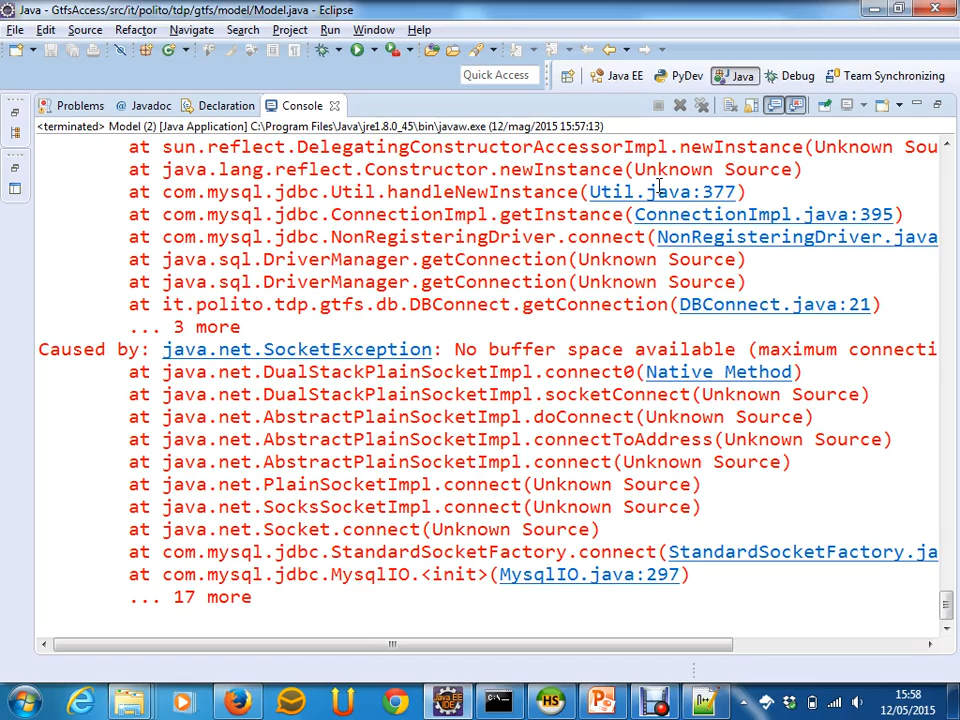 Java - GtfsAccess/src/it/polito/tdp/gtfs/model/Model.java - Eclipse
File Edit Source Refactor Navigate Search Project Run Window Help
Quick Access Java EE PyDev Java Debug Team Synchronizing
Problems Javadoc Declaration Console
<terminated> Model (2) [Java Application] C:\Program Files\Java\jre1.8.0_45\bin\javaw.exe (12/mag/2015 15:57:13)
at sun.reflect.DelegatingConstructorAccessorImpl.newInstance(Unknown Sou
at java.lang.reflect.Constructor.newInstance(Unknown Source)
at com.mysql.jdbc.Util.handleNewInstance(Util.java:377)
at com.mysql.jdbc.ConnectionImpl.getInstance(ConnectionImpl.java:395)
at com.mysql.jdbc.NonRegisteringDriver.connect(NonRegisteringDriver.java
at java.sql.DriverManager.getConnection(Unknown Source)
at java.sql.DriverManager.getConnection(Unknown Source)
at it.polito.tdp.gtfs.db.DBConnect.getConnection(DBConnect.java:21)
... 3 more
Caused by: java.net.SocketException: No buffer space available (maximum connecti
at java.net.DualStackPlainSocketImpl.connect0(Native Method)
at java.net.DualStackPlainSocketImpl.socketConnect(Unknown Source)
at java.net.AbstractPlainSocketImpl.doConnect(Unknown Source)
at java.net.AbstractPlainSocketImpl.connectToAddress(Unknown Source)
at java.net.AbstractPlainSocketImpl.connect(Unknown Source)
at java.net.PlainSocketImpl.connect(Unknown Source)
at java.net.SocksSocketImpl.connect(Unknown Source)
at java.net.Socket.connect(Unknown Source)
at com.mysql.jdbc.StandardSocketFactory.connect(StandardSocketFactory.ja
at com.mysql.jdbc.MysqlIO.<init>(MysqlIO.java:297)
... 17 more
15:58
12/05/2015